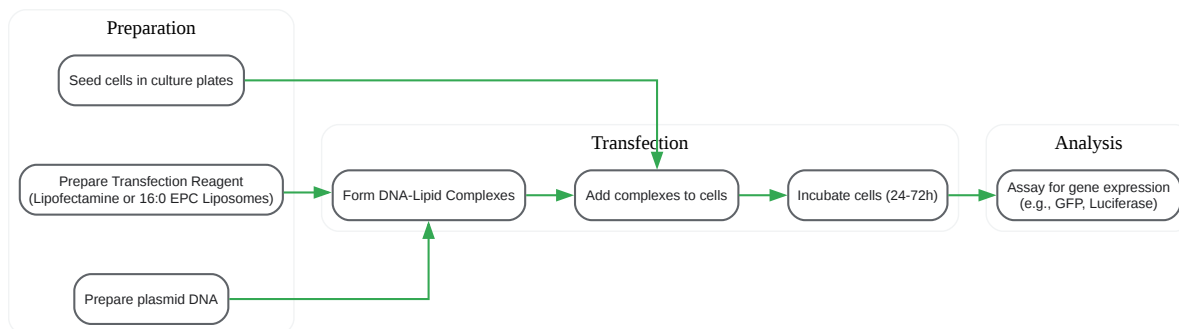 Preparation
Seed cells in culture plates
Prepare Transfection Reagent
(Lipofectamine or 16:0 EPC Liposomes)
Prepare plasmid DNA
Transfection
Form DNA-Lipid Complexes
Add complexes to cells
Incubate cells (24-72h)
Analysis
Assay for gene expression
(e.g., GFP, Luciferase)